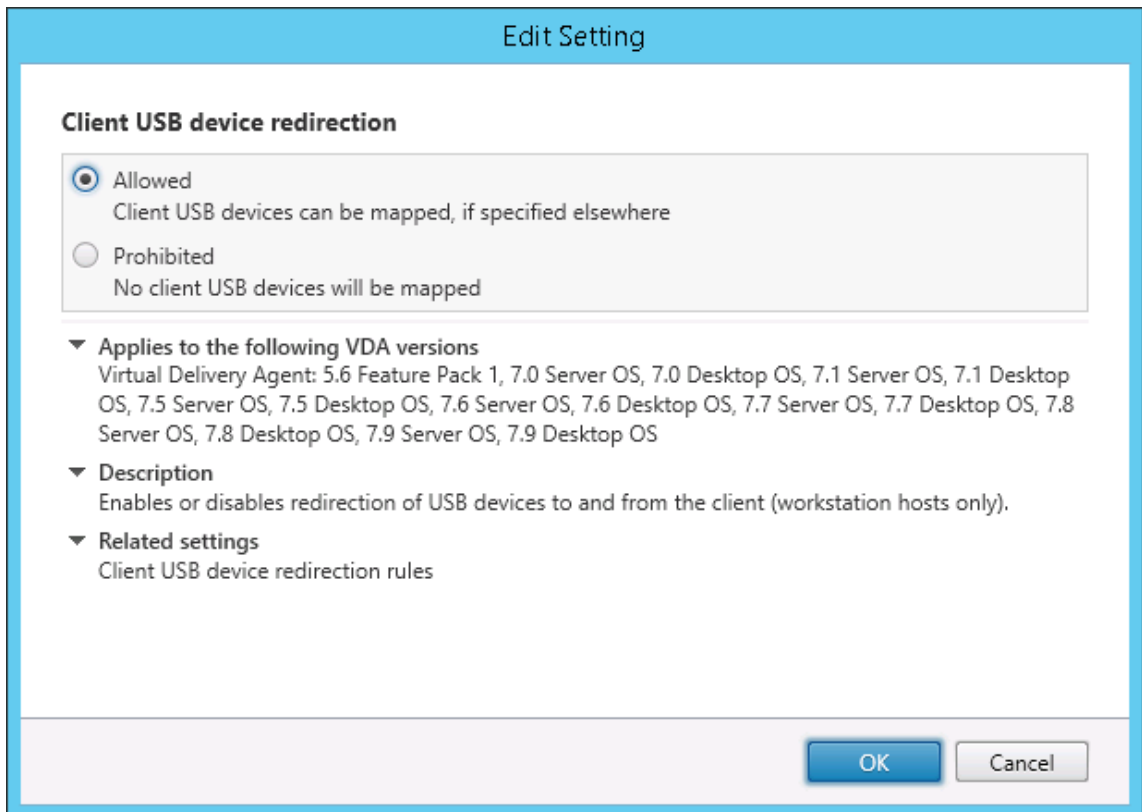 Edit Setting
Client USB device redirection
Allowed
Client USB devices can be mapped, if specified elsewhere
Prohibited
No client USB devices will be mapped
Applies to the following VDA versions
Virtual Delivery Agent: 5.6 Feature Pack 1, 7.0 Server OS, 7.0 Desktop OS, 7.1 Server OS, 7.1 Desktop
OS, 7.5 Server OS, 7.5 Desktop OS, 7.6 Server OS, 7.6 Desktop OS, 7.7 Server OS, 7.7 Desktop OS, 7.8
Server OS, 7.8 Desktop OS, 7.9 Server OS, 7.9 Desktop OS
Description
Enables or disables redirection of USB devices to and from the client (workstation hosts only).
Related settings
Client USB device redirection rules
OK
Cancel